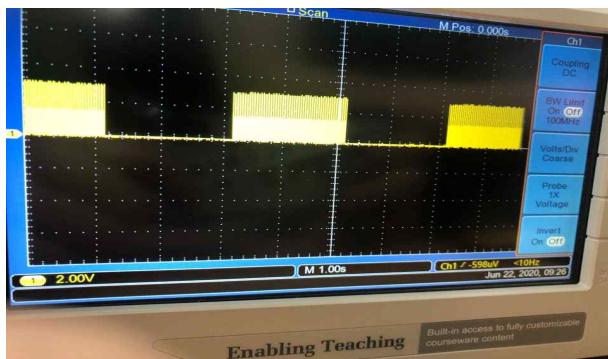 Scan
M Pos: 0.000s
Ch1
Coupling
DC
BW Limit
On Off
100MHz
Volts/Div
Coarse
Probe
1X
Voltage
Invert
On Off
1
1 2.00V
M 1.00s
Ch1 -598uV <10Hz
Jun 22, 2020, 09:26
Enabling Teaching
Built-in access to fully customizable
courseware content